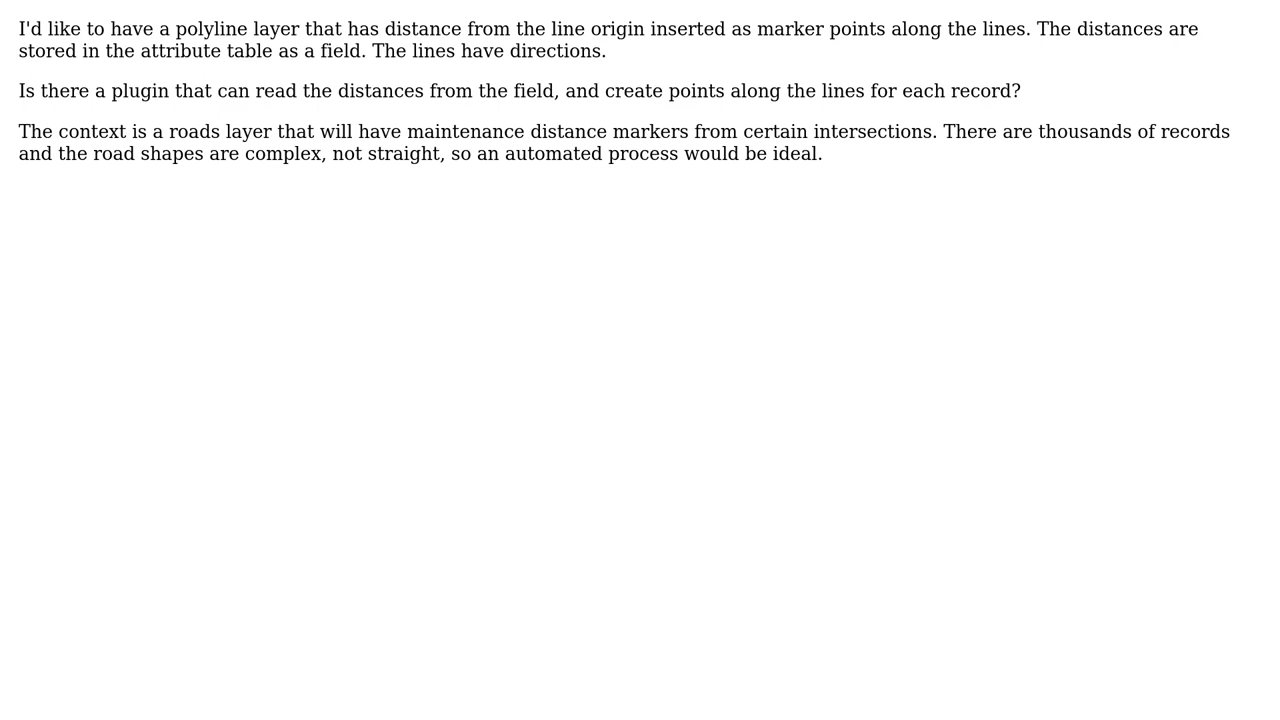 I'd like to have a polyline layer that has distance from the line origin inserted as marker points along the lines. The distances are
stored in the attribute table as a field. The lines have directions.
Is there a plugin that can read the distances from the field, and create points along the lines for each record?
The context is a roads layer that will have maintenance distance markers from certain intersections. There are thousands of records
and the road shapes are complex, not straight, so an automated process would be ideal.